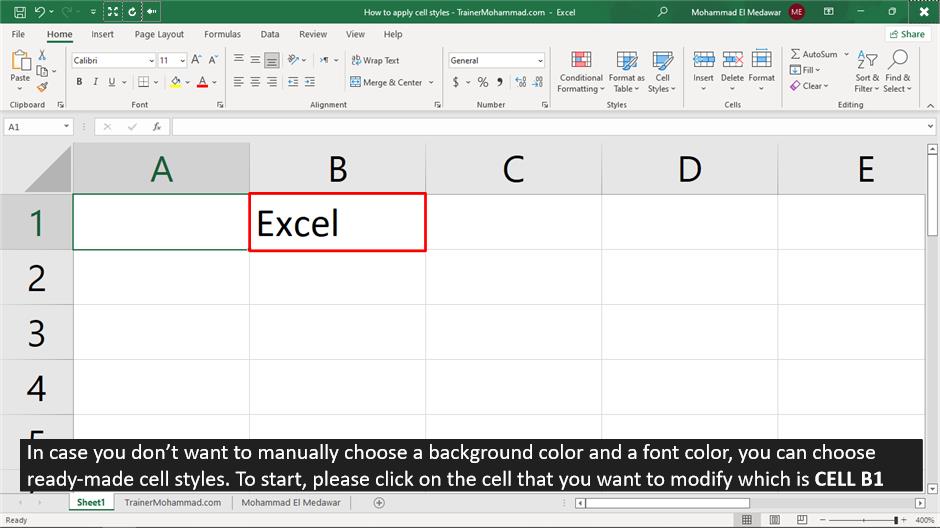 How to apply cell styles - TrainerMohammad.com - Excel
Mohammad El Medawar
ME
File Home Insert Page Layout Formulas Data Review View Help
Share
Paste
Clipboard
Calibri 11 A A
B I U A
Font
Wrap Text
Merge & Center
Alignment
General
$ % , .00
Number
Conditional Formatting
Format as Table
Cell Styles
Styles
Insert Delete Format
Cells
AutoSum
Fill
Clear
Sort & Filter
Find & Select
Editing
A1 fx
A B C D E
1 Excel
2
3
4
5
In case you don’t want to manually choose a background color and a font color, you can choose
ready-made cell styles. To start, please click on the cell that you want to modify which is CELL B1
Sheet1 TrainerMohammad.com Mohammad El Medawar
Ready 400%